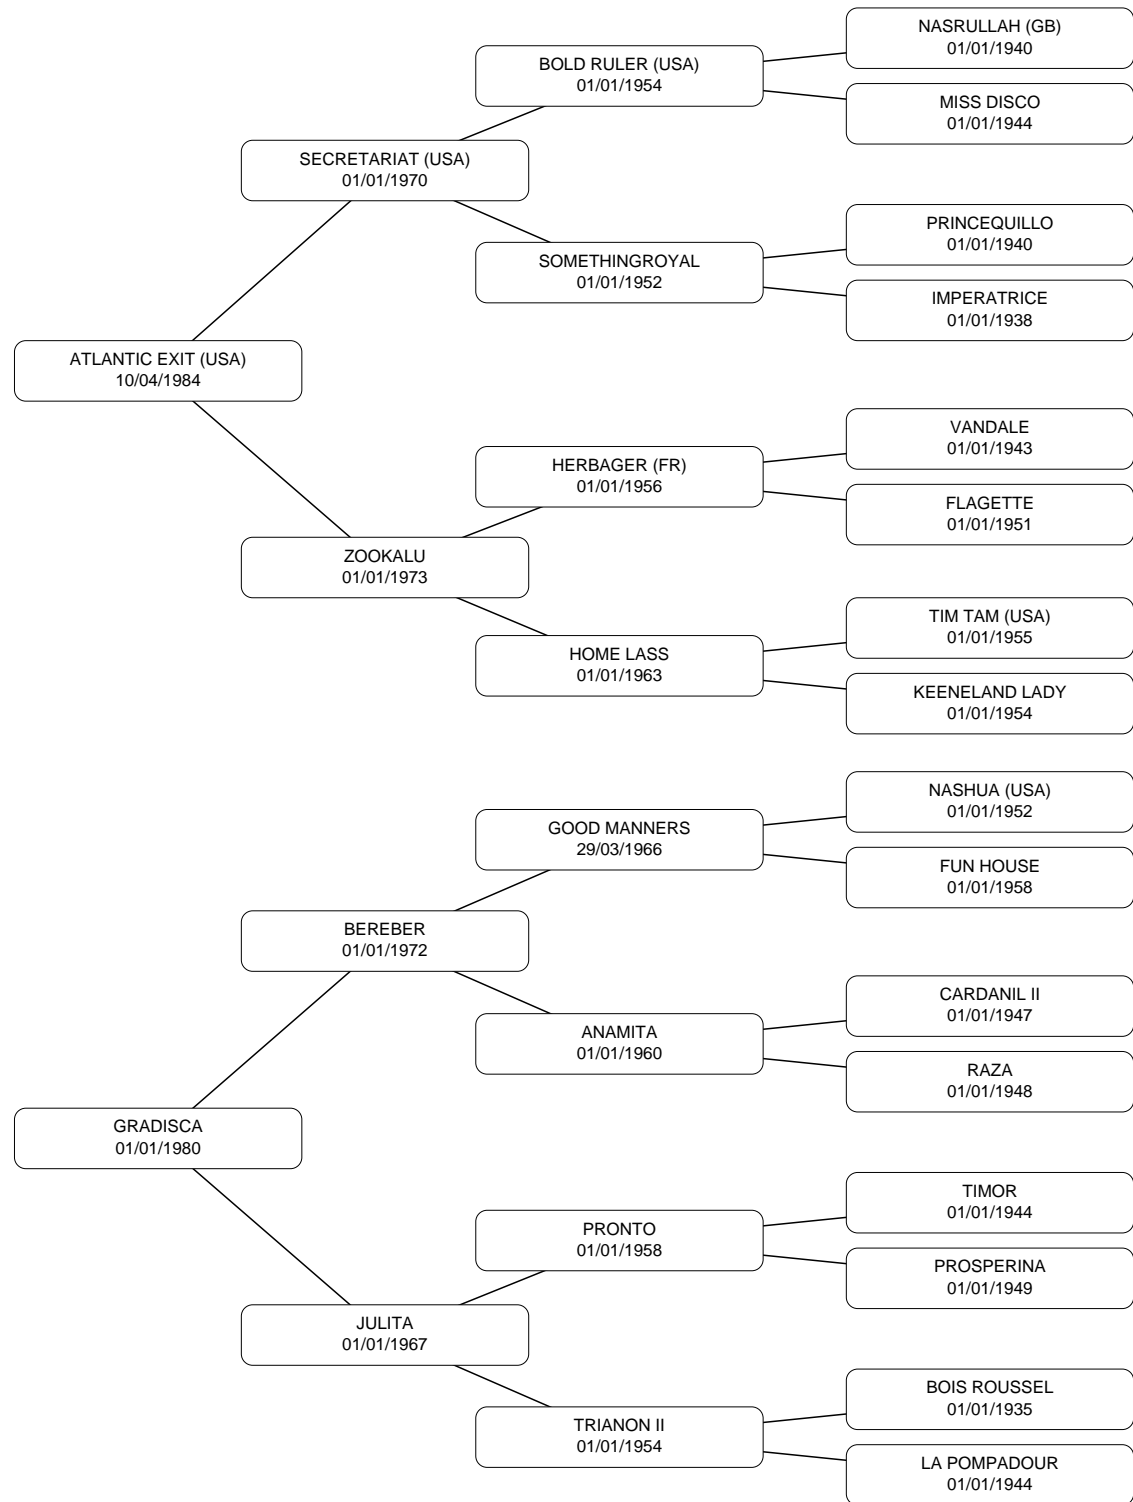 NASRULLAH (GB)
01/01/1940
BOLD RULER (USA)
01/01/1954
MISS DISCO
01/01/1944
SECRETARIAT (USA)
01/01/1970
PRINCEQUILLO
01/01/1940
SOMETHINGROYAL
01/01/1952
IMPERATRICE
01/01/1938
ATLANTIC EXIT (USA)
10/04/1984
VANDALE
01/01/1943
HERBAGER (FR)
01/01/1956
FLAGETTE
01/01/1951
ZOOKALU
01/01/1973
TIM TAM (USA)
01/01/1955
HOME LASS
01/01/1963
KEENELAND LADY
01/01/1954
NASHUA (USA)
01/01/1952
GOOD MANNERS
29/03/1966
FUN HOUSE
01/01/1958
BEREBER
01/01/1972
CARDANIL II
01/01/1947
ANAMITA
01/01/1960
RAZA
01/01/1948
GRADISCA
01/01/1980
TIMOR
01/01/1944
PRONTO
01/01/1958
PROSPERINA
01/01/1949
JULITA
01/01/1967
BOIS ROUSSEL
01/01/1935
TRIANON II
01/01/1954
LA POMPADOUR
01/01/1944